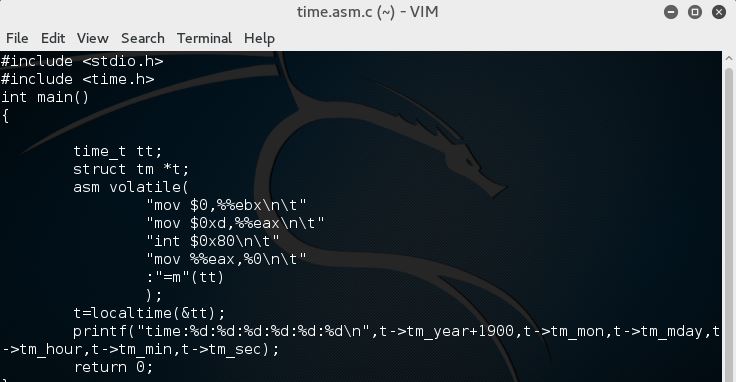 time.asm.c (~) - VIM
File Edit View Search Terminal Help
#include <stdio.h>
#include <time.h>
int main()
{
        time_t tt;
        struct tm *t;
        asm volatile(
                "mov $0,%%ebx\n\t"
                "mov $0xd,%%eax\n\t"
                "int $0x80\n\t"
                "mov %%eax,%0\n\t"
                :"=m"(tt)
                );
        t=localtime(&tt);
        printf("time:%d:%d:%d:%d:%d:%d\n",t->tm_year+1900,t->tm_mon,t->tm_mday,t
->tm_hour,t->tm_min,t->tm_sec);
        return 0;
}